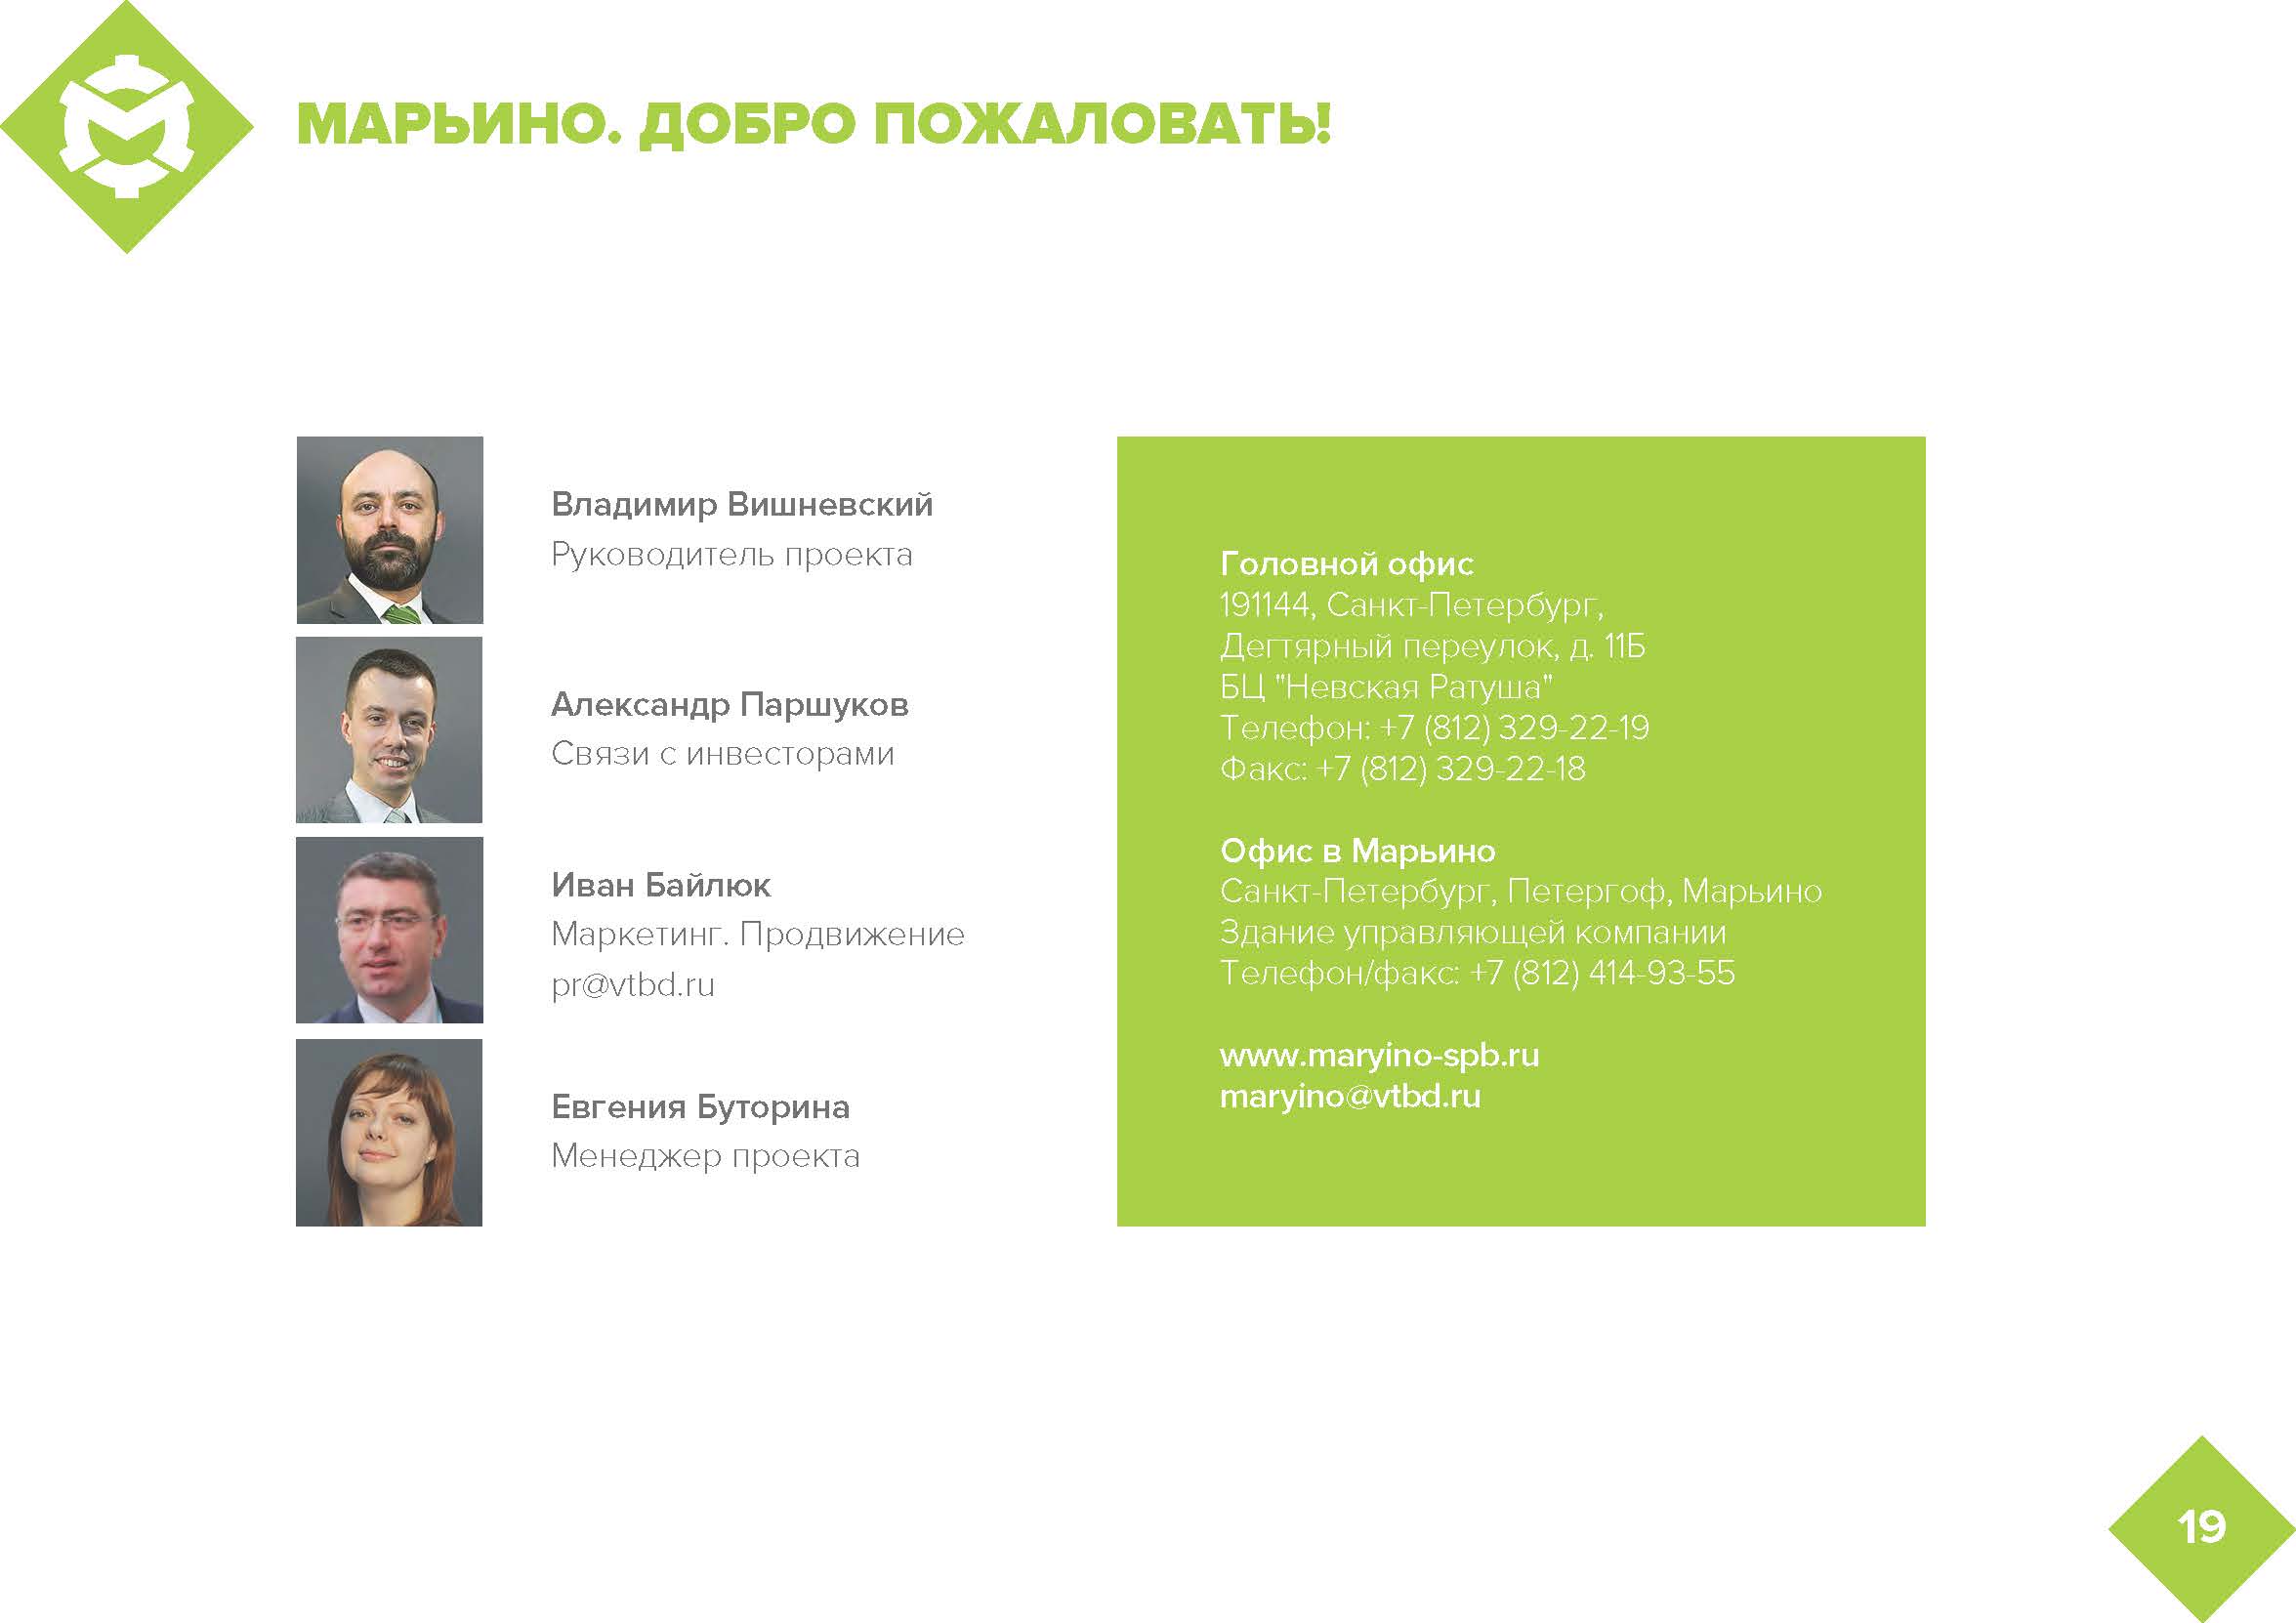 МАРЬИНО. ДОБРО ПОЖАЛОВАТЬ!
Владимир Вишневский
Руководитель проекта
Александр Паршуков
Связи с инвесторами
Иван Байлюк
Маркетинг. Продвижение
pr@vtbd.ru
Евгения Буторина
Менеджер проекта
Головной офис
191144, Санкт-Петербург,
Дегтярный переулок, д. 11Б
БЦ "Невская Ратуша"
Телефон: +7 (812) 329-22-19
Факс: +7 (812) 329-22-18
Офис в Марьино
Санкт-Петербург, Петергоф, Марьино
Здание управляющей компании
Телефон/факс: +7 (812) 414-93-55
www.maryino-spb.ru
maryino@vtbd.ru
19